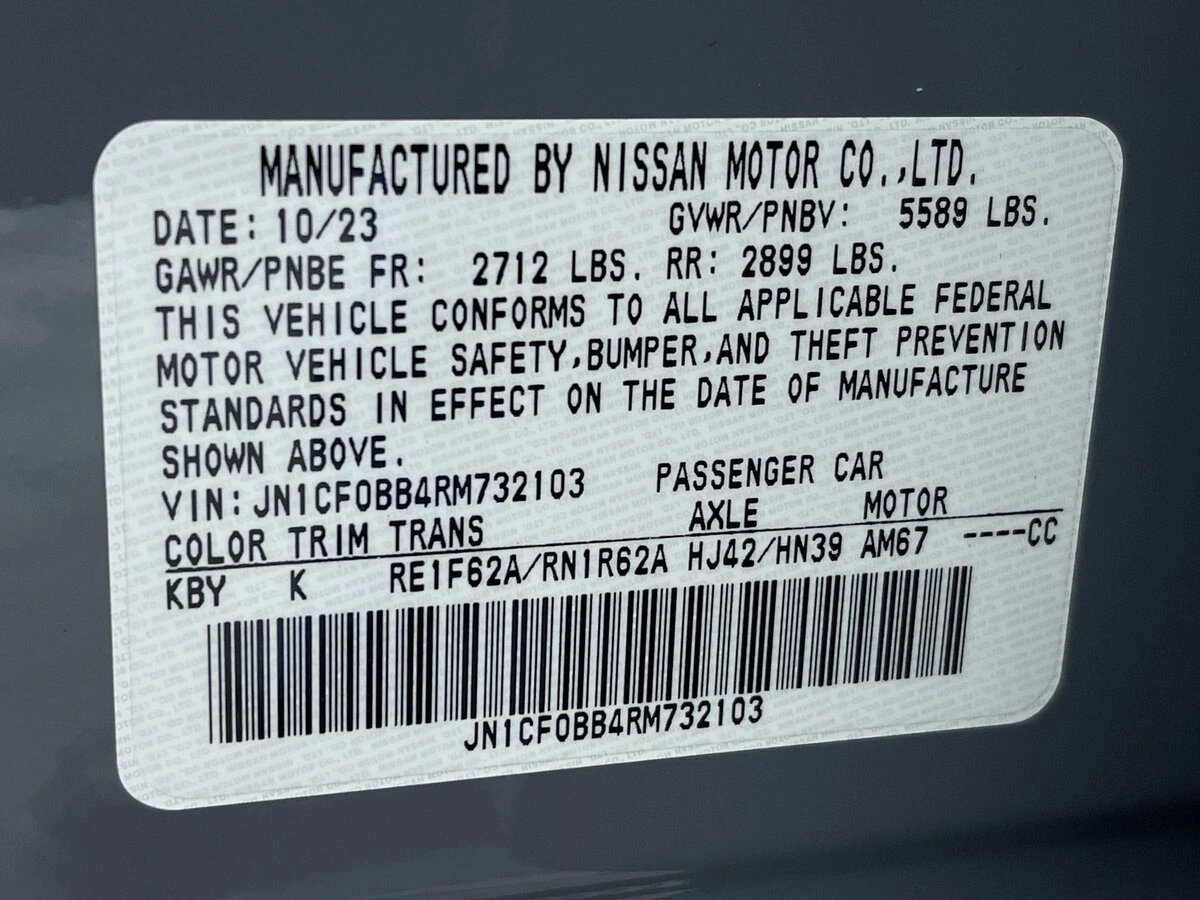 MANUFACTURED BY NISSAN MOTOR CO.,LTD.
DATE: 10/23 GVWR/PNBV: 5589 LBS.
GAWR/PNBE FR: 2712 LBS. RR: 2899 LBS.
THIS VEHICLE CONFORMS TO ALL APPLICABLE FEDERAL
MOTOR VEHICLE SAFETY,BUMPER,AND THEFT PREVENTION
STANDARDS IN EFFECT ON THE DATE OF MANUFACTURE
SHOWN ABOVE.
VIN: JN1CF0BB4RM732103 PASSENGER CAR
COLOR TRIM TRANS AXLE MOTOR
KBY K RE1F62A/RN1R62A HJ42/HN39 AM67 ----CC
JN1CF0BB4RM732103